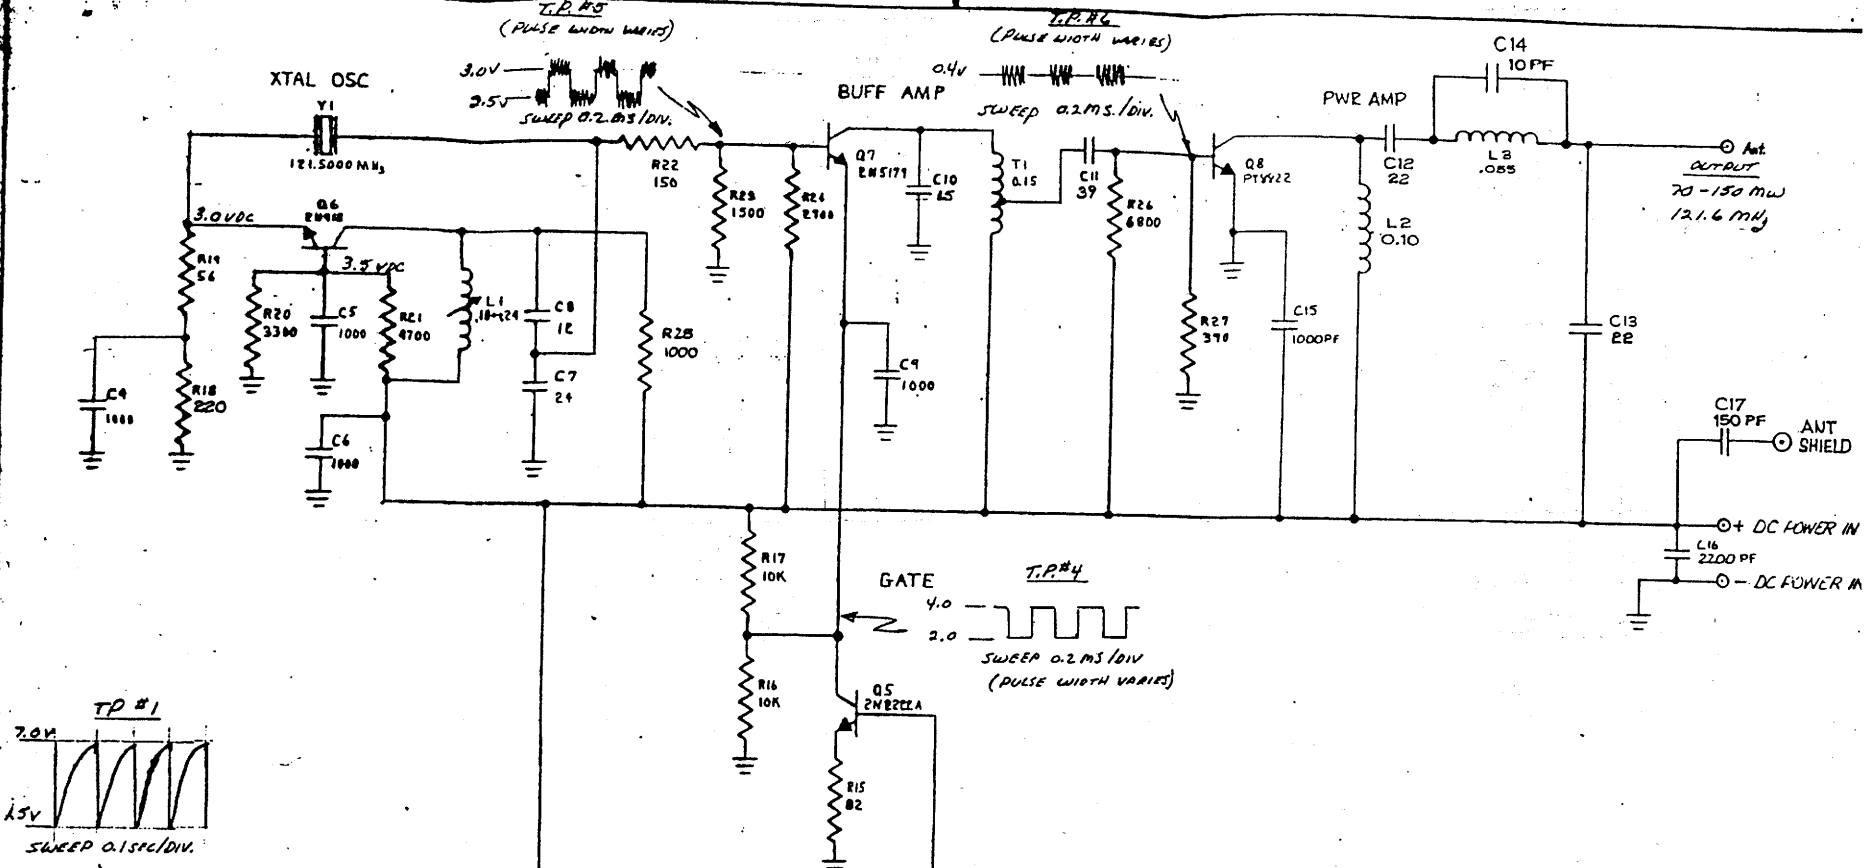 T.P. #5
(PULSE WIDTH VARIES)
3.0V
2.5V
SWEEP 0.2 MS/DIV.
T.P. #6
(PULSE WIDTH VARIES)
0.4V
SWEEP 0.2MS./DIV.
XTAL OSC
Y1
121.5000 MHz
BUFF AMP
PWR AMP
C14
10 PF
R22
150
Q7
2N5179
R23
1500
2700
C10
15
T1
0.15
C11
39
R26
6800
Q8
C12
22
L3
.055
Ant.
OUTPUT
70-150 MW
121.6 MHz
3.0VDC
Q6
2N918
3.5 VDC
R19
56
R20
3300
C5
1000
R21
4700
L1
C8
12
C7
24
R25
1000
C9
1000
R27
390
C15
1000PF
L2
0.10
C13
22
C4
1000
R18
220
C6
1000
C17
150 PF
ANT
SHIELD
+ DC POWER IN
2200 PF
- DC POWER IN
R17
10K
GATE
T.P.#4
4.0
2.0
SWEEP 0.2 MS/DIV
(PULSE WIDTH VARIES)
R16
10K
Q5
2N2222A
R15
82
TP #1
7.0V
SWEEP 0.1SEC/DIV.